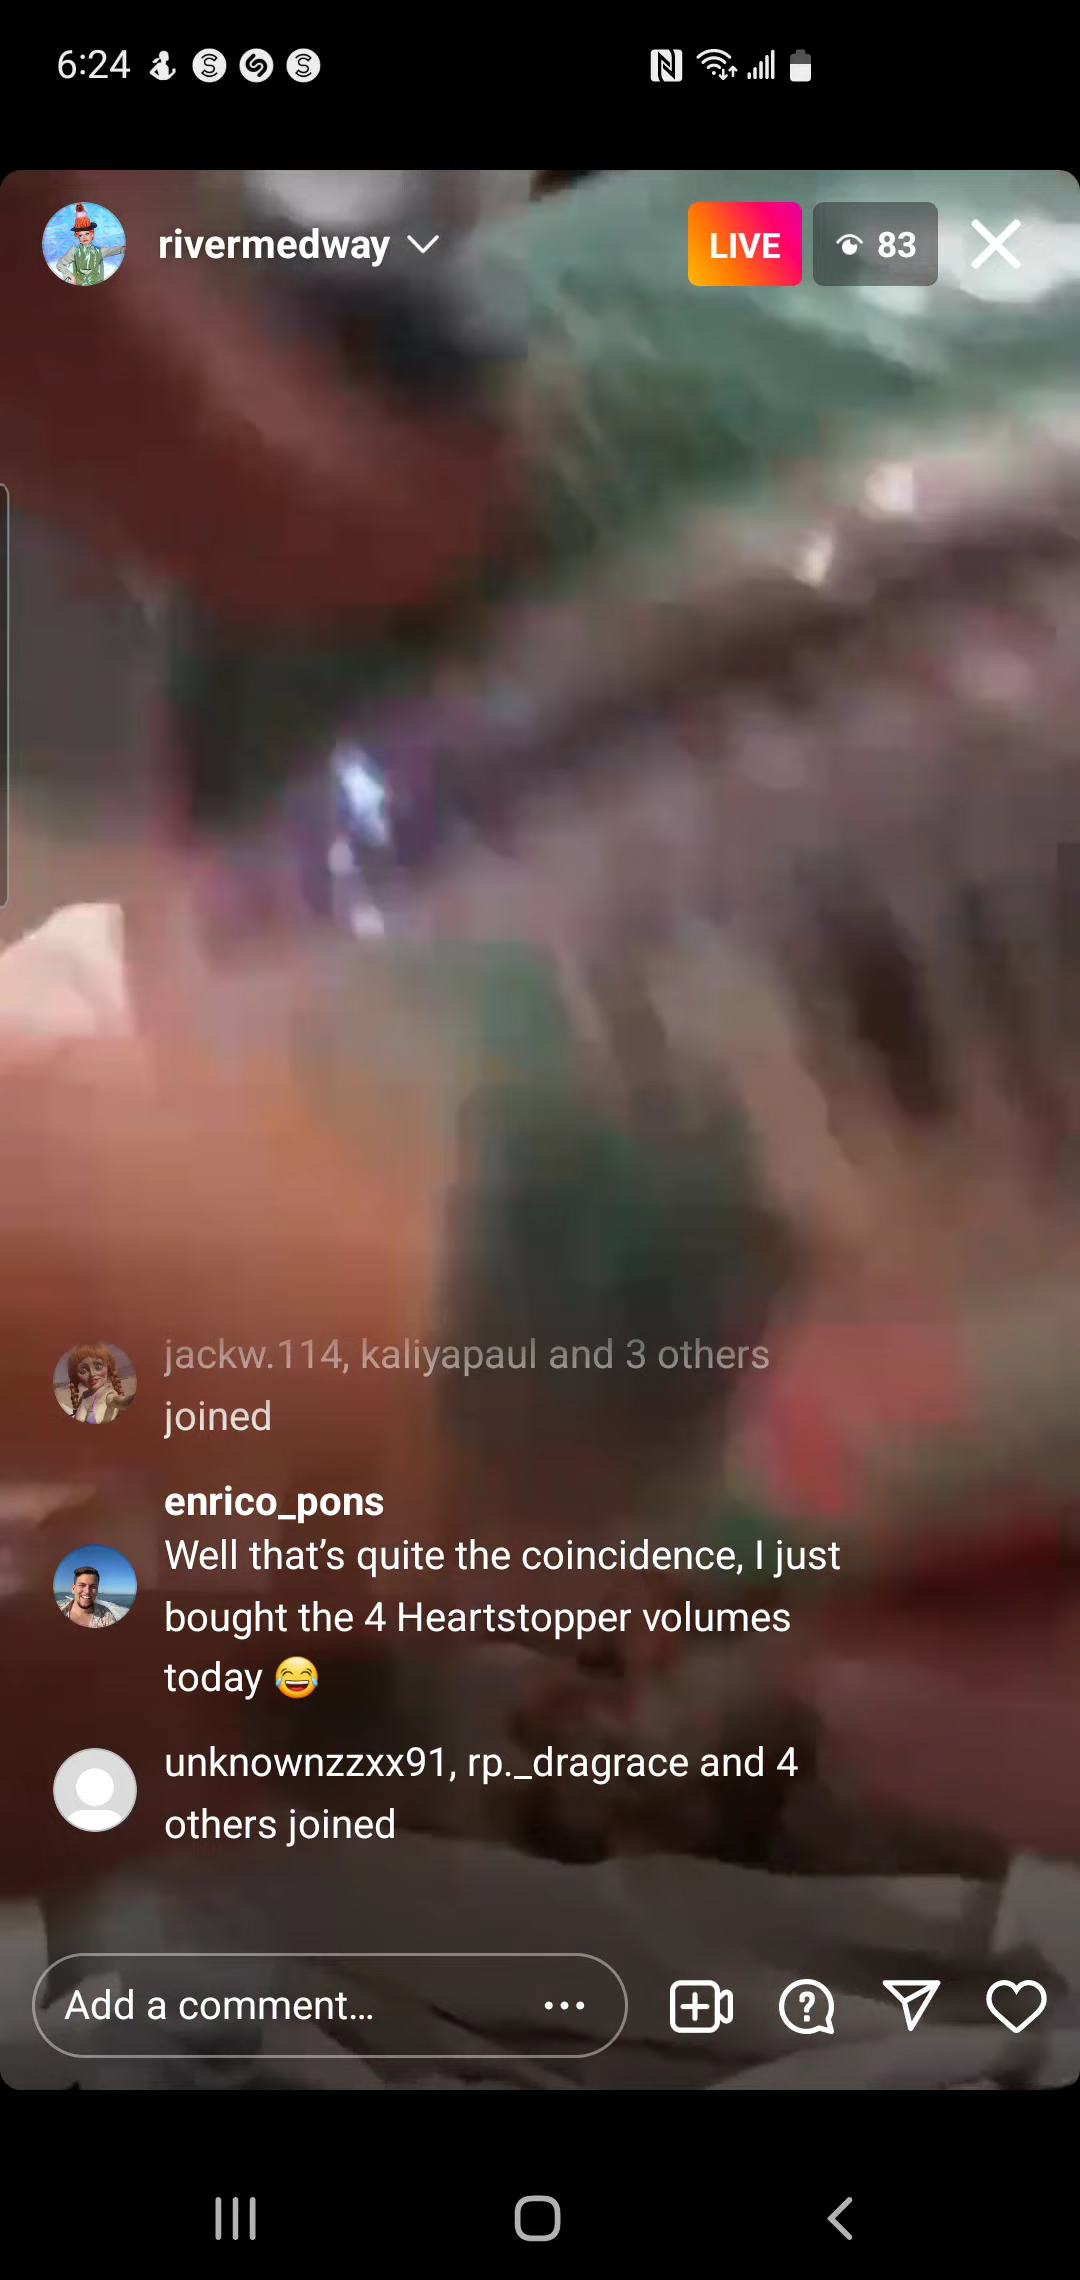 6:24
rivermedway
LIVE
83
jackw.114, kaliyapaul and 3 others
joined
enrico_pons
Well that’s quite the coincidence, I just
bought the 4 Heartstopper volumes
today 😂
unknownzzxx91, rp._dragrace and 4
others joined
Add a comment...